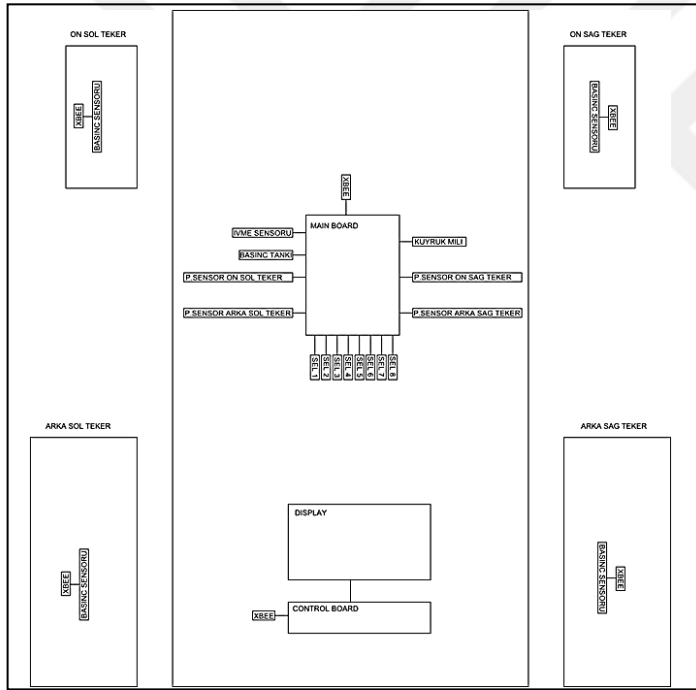 ON SOL TEKER
ON SAG TEKER
XBEE
BASINC SENSORU
BASINC SENSORU
XBEE
XBEE
MAIN BOARD
IVME SENSORU
KUYRUK MILI
BASINC TANKI
P.SENSOR ON SOL TEKER
P.SENSOR ON SAG TEKER
P.SENSOR ARKA SOL TEKER
P.SENSOR ARKA SAG TEKER
SEL 1
SEL 2
SEL 3
SEL 4
SEL 5
SEL 6
SEL 7
SEL 8
ARKA SOL TEKER
ARKA SAG TEKER
DISPLAY
XBEE
BASINC SENSORU
BASINC SENSORU
XBEE
CONTROL BOARD
XBEE